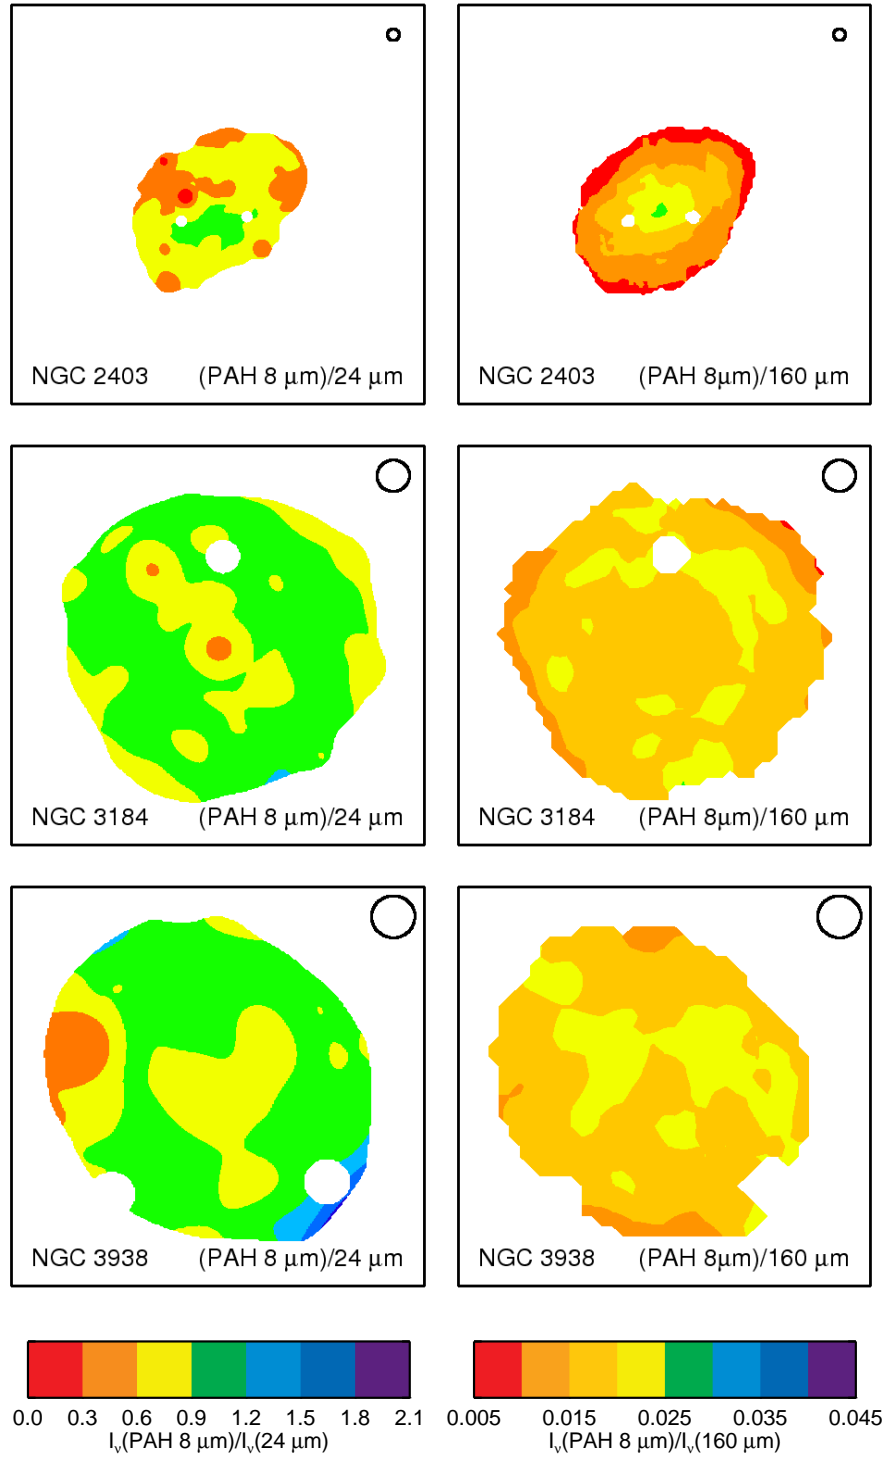 NGC 2403 (PAH 8 μm)/24 μm
NGC 2403 (PAH 8μm)/160 μm
NGC 3184 (PAH 8 μm)/24 μm
NGC 3184 (PAH 8μm)/160 μm
NGC 3938 (PAH 8 μm)/24 μm
NGC 3938 (PAH 8μm)/160 μm
0.0 0.3 0.6 0.9 1.2 1.5 1.8 2.1
Iν(PAH 8 μm)/Iν(24 μm)
0.005 0.015 0.025 0.035 0.045
Iν(PAH 8 μm)/Iν(160 μm)